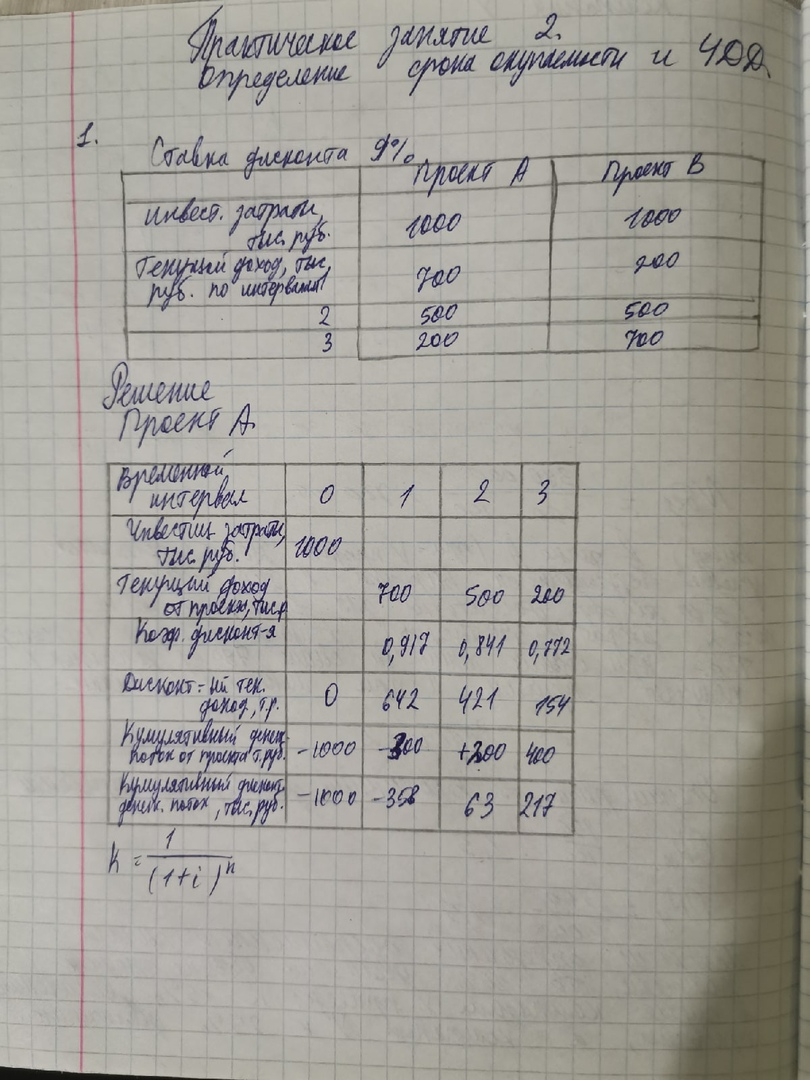 Практическое занятие 2.
Определение срока окупаемости и ЧДД.
1.
Ставка дисконта 9%
Проект А Проект В
Инвест. затраты, тыс. руб. 1000 1000
Текущий доход, тыс. руб. по интервалам 1 700 200
2 500 500
3 200 700
Решение
Проект А.
Временной интервал 0 1 2 3
Инвестиц. затраты, тыс. руб. 1000
Текущий доход от проекта, тыс.р 700 500 200
Коэф. дисконт-я 0,917 0,841 0,772
Дисконт-ий тек. доход, т.р. 0 642 421 154
Кумулятивный денеж. поток от проекта т.руб. -1000 -300 +200 400
Кумулятивный дисконт. денеж. поток, тыс. руб. -1000 -358 63 217
K = 1 / (1+i)^n